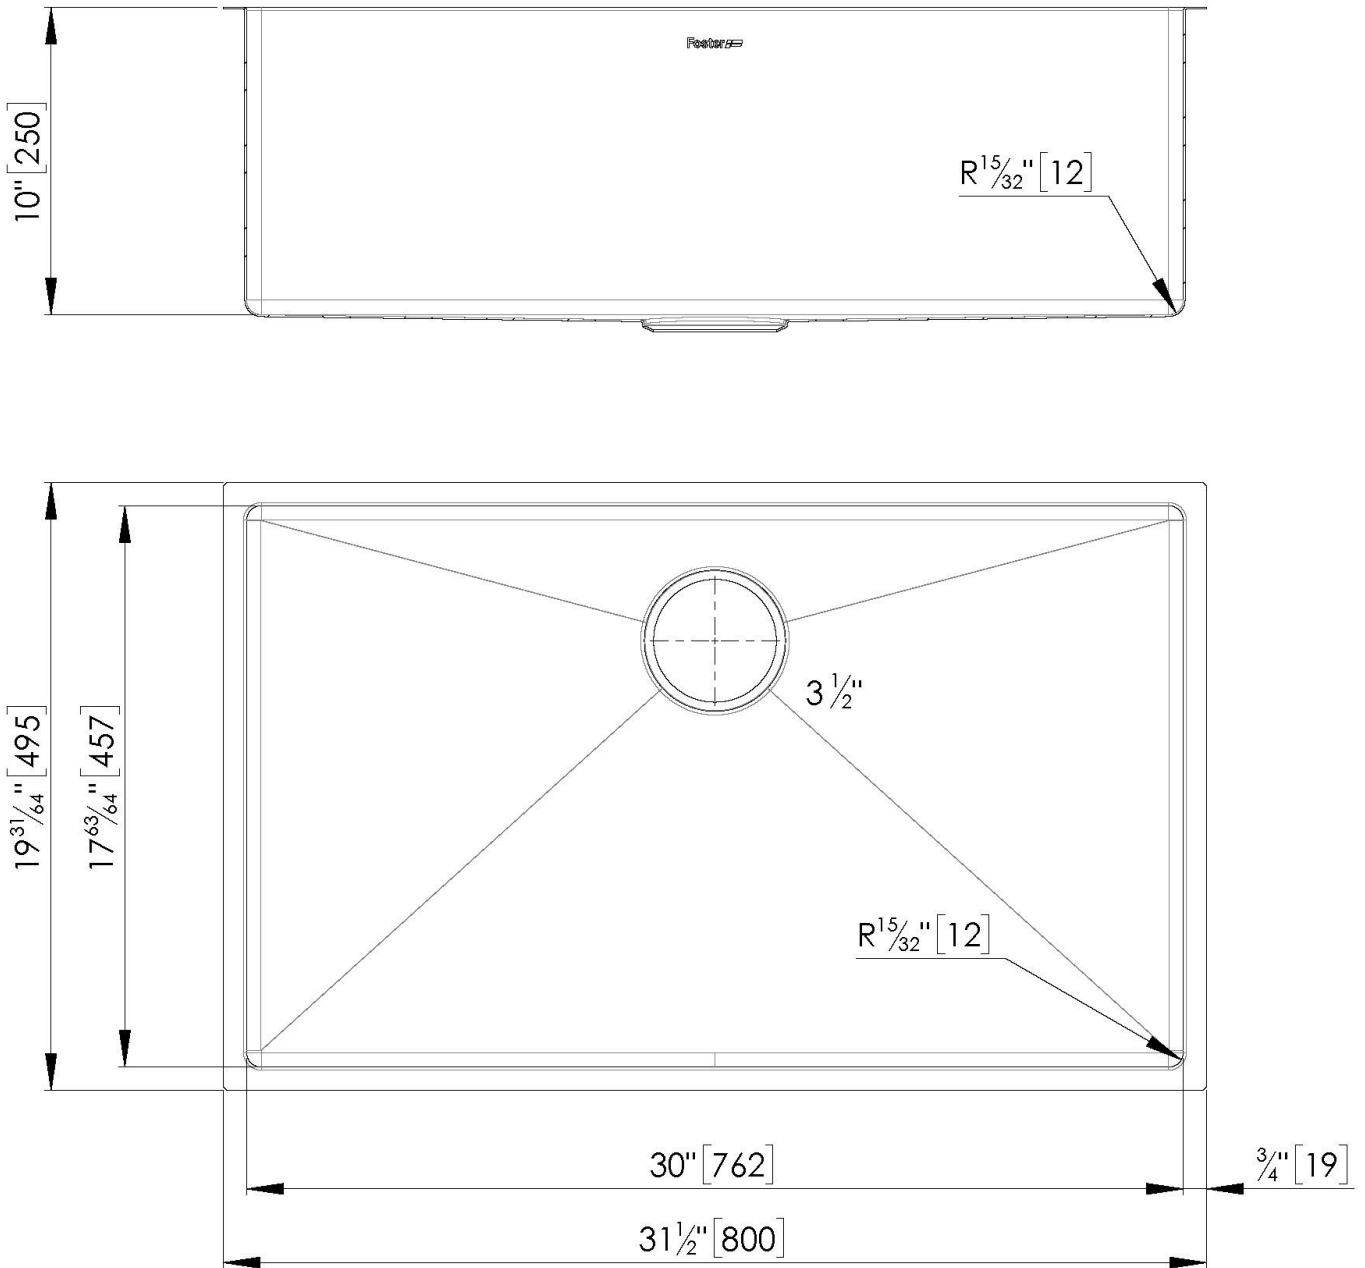 Foster
10" [250]
R15/32" [12]
3 1/2"
19 31/64" [495]
17 63/64" [457]
R15/32" [12]
30" [762]
3/4" [19]
31 1/2" [800]